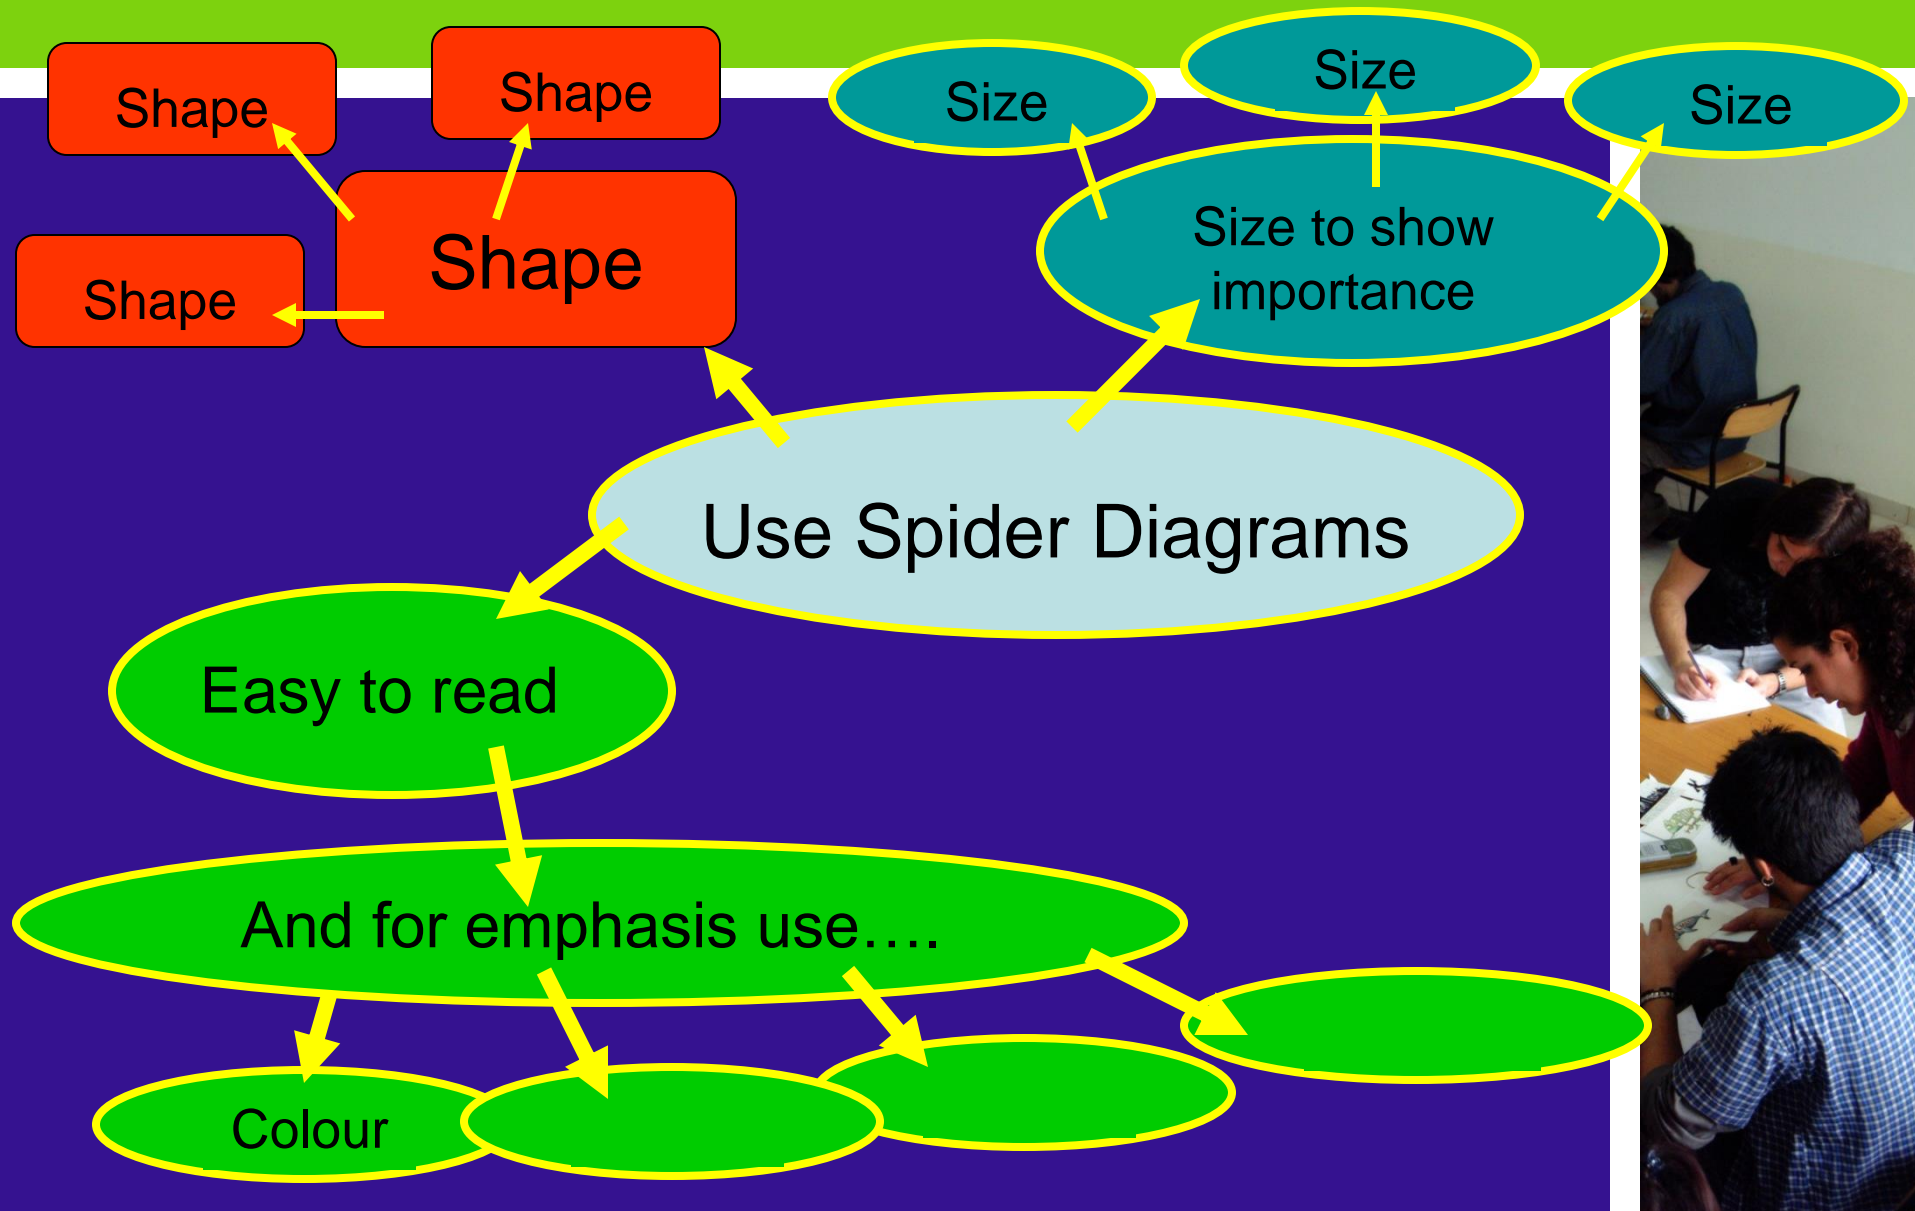 Shape
Shape
Size
Size
Size
Shape
Shape
Size to show
importance
Use Spider Diagrams
Easy to read
And for emphasis use….
Colour